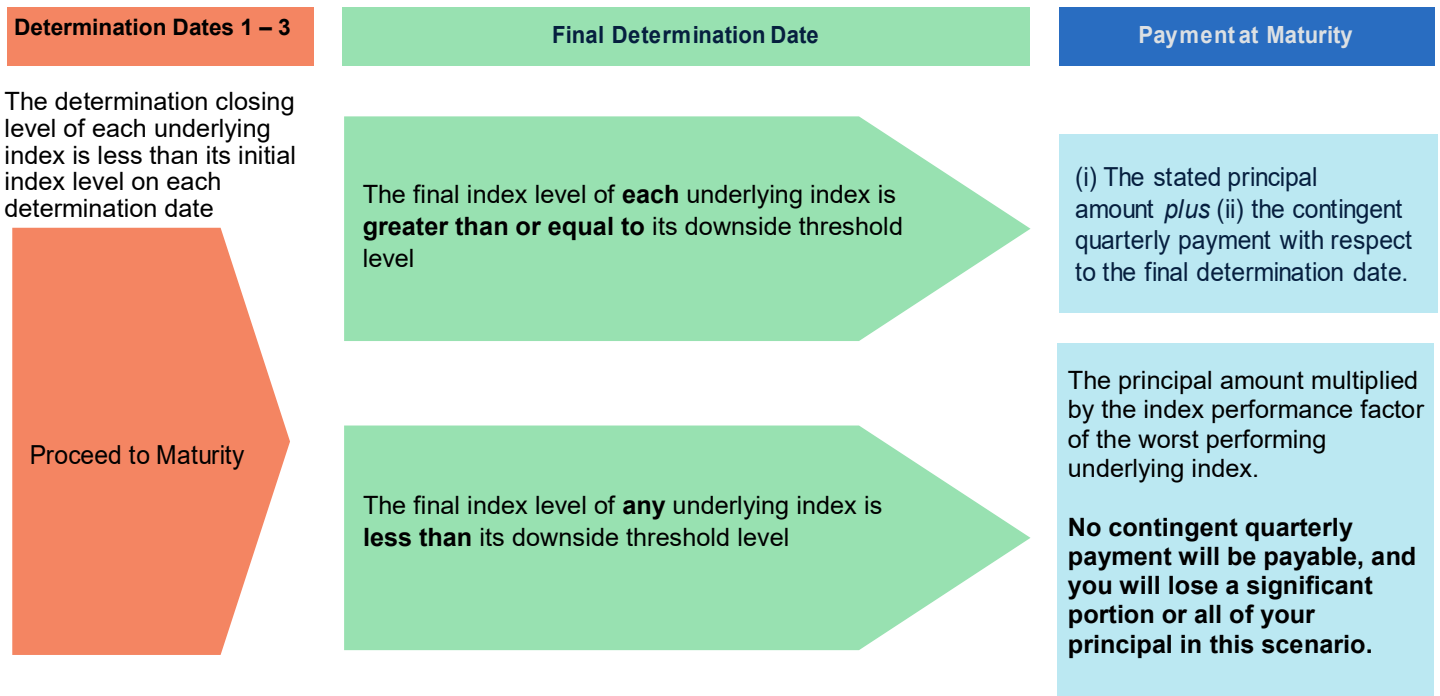 Determination Dates 1 – 3
Final Determination Date
Payment at Maturity
The determination closing
level of each underlying
index is less than its initial
index level on each
determination date
Proceed to Maturity
The final index level of each underlying index is
greater than or equal to its downside threshold
level
(i) The stated principal
amount plus (ii) the contingent
quarterly payment with respect
to the final determination date.
The final index level of any underlying index is
less than its downside threshold level
The principal amount multiplied
by the index performance factor
of the worst performing
underlying index.
No contingent quarterly
payment will be payable, and
you will lose a significant
portion or all of your
principal in this scenario.